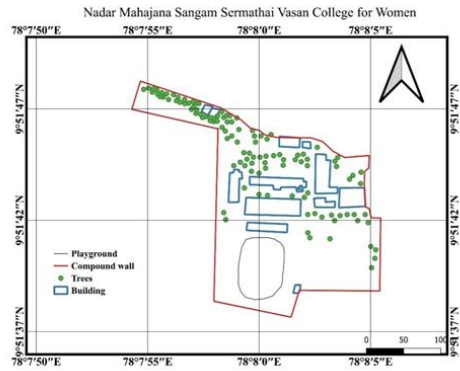 Nadar Mahajana Sangam Sermathai Vasan College for Women
78°7'50"E 78°7'55"E 78°8'0"E 78°8'5"E
9°51'47"N 9°51'47"N
9°51'42"N 9°51'42"N
Playground
Compound wall
Trees
Building
9°51'37"N 9°51'37"N
0 50 100
78°7'50"E 78°7'55"E 78°8'0"E 78°8'5"E